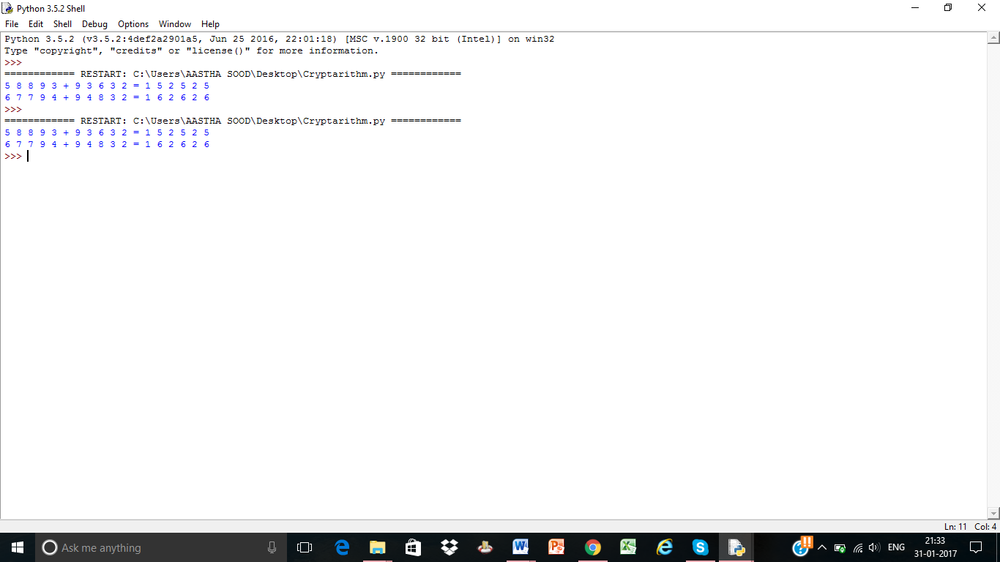 Python 3.5.2 Shell
File Edit Shell Debug Options Window Help
Python 3.5.2 (v3.5.2:4def2a2901a5, Jun 25 2016, 22:01:18) [MSC v.1900 32 bit (Intel)] on win32
Type "copyright", "credits" or "license()" for more information.
>>>
============ RESTART: C:\Users\AASTHA SOOD\Desktop\Cryptarithm.py ============
5 8 8 9 3 + 9 3 6 3 2 = 1 5 2 5 2 5
6 7 7 9 4 + 9 4 8 3 2 = 1 6 2 6 2 6
>>>
============ RESTART: C:\Users\AASTHA SOOD\Desktop\Cryptarithm.py ============
5 8 8 9 3 + 9 3 6 3 2 = 1 5 2 5 2 5
6 7 7 9 4 + 9 4 8 3 2 = 1 6 2 6 2 6
>>>
Ln: 11 Col: 4
Ask me anything
ENG
21:33
31-01-2017